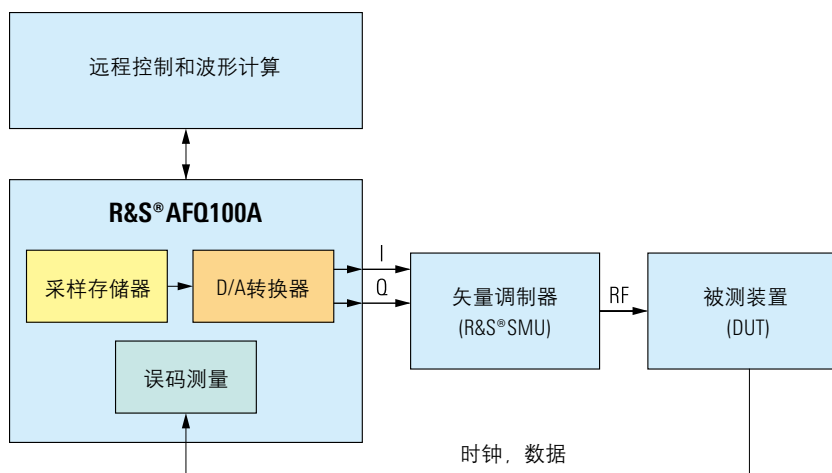 远程控制和波形计算
R&S® AFQ100A
采样存储器
D/A转换器
I
Q
矢量调制器
(R&S®SMU)
RF
被测装置
(DUT)
误码测量
时钟, 数据